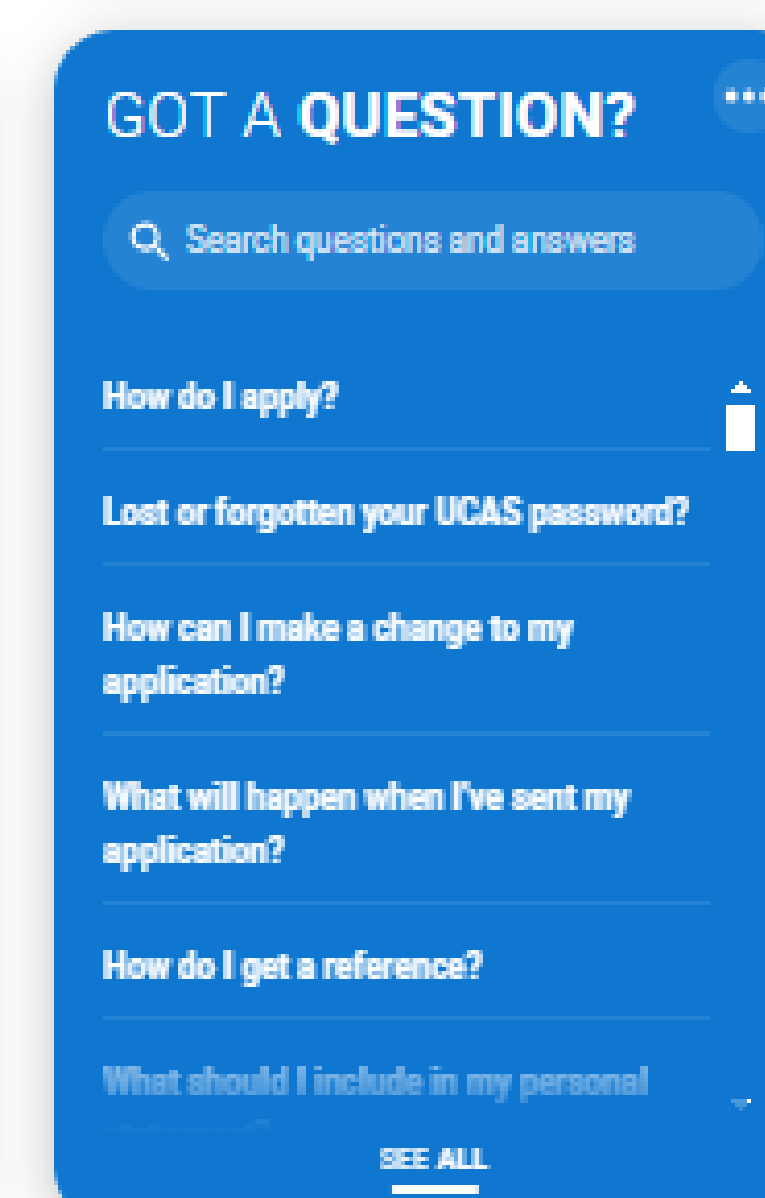 GOT A QUESTION?
Search questions and answers
How do I apply?
Lost or forgotten your UCAS password?
How can I make a change to my
application?
What will happen when I've sent my
application?
How do I get a reference?
What should I include in my personal
SEE ALL